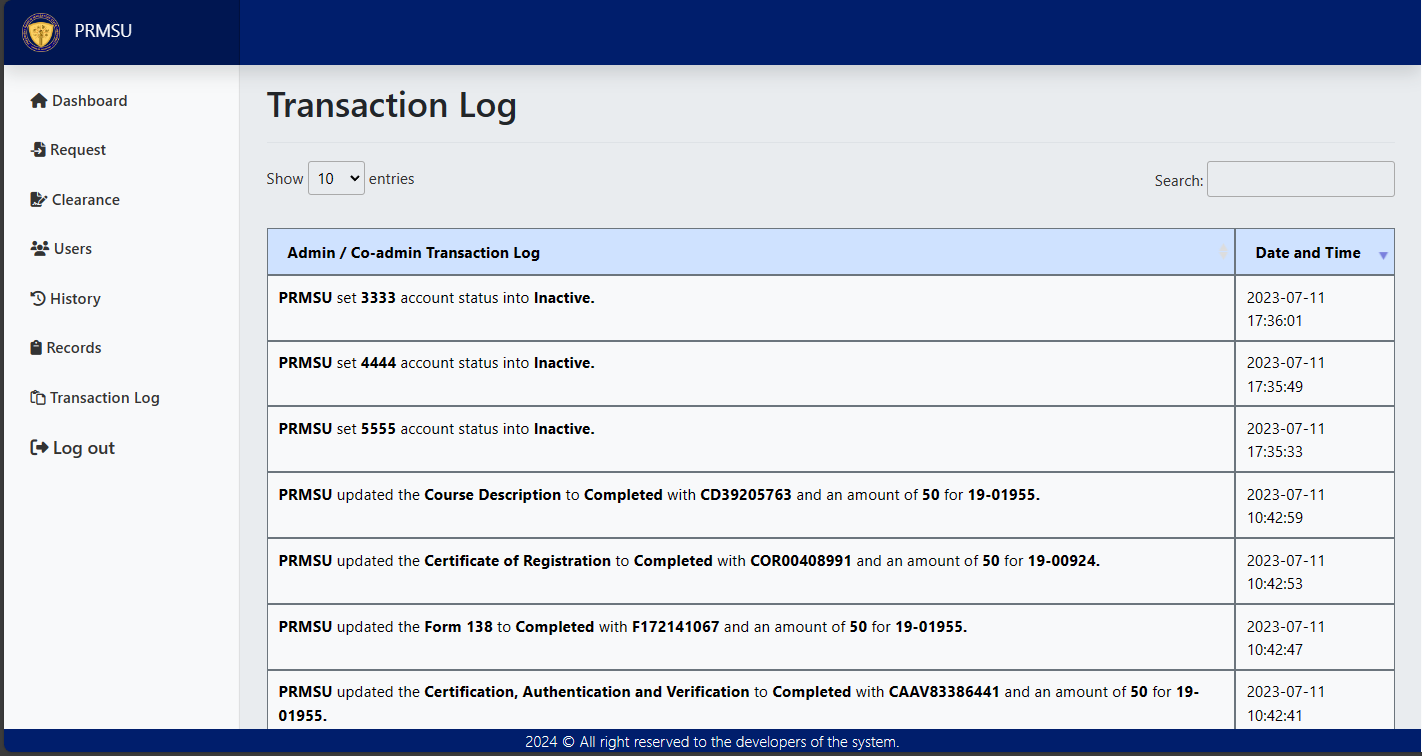 PRMSU
Dashboard
Request
Clearance
Users
History
Records
Transaction Log
Log out
Transaction Log
Show 10 entries
Search:
Admin / Co-admin Transaction Log
Date and Time
PRMSU set 3333 account status into Inactive.
2023-07-11
17:36:01
PRMSU set 4444 account status into Inactive.
2023-07-11
17:35:49
PRMSU set 5555 account status into Inactive.
2023-07-11
17:35:33
PRMSU updated the Course Description to Completed with CD39205763 and an amount of 50 for 19-01955.
2023-07-11
10:42:59
PRMSU updated the Certificate of Registration to Completed with COR00408991 and an amount of 50 for 19-00924.
2023-07-11
10:42:53
PRMSU updated the Form 138 to Completed with F172141067 and an amount of 50 for 19-01955.
2023-07-11
10:42:47
PRMSU updated the Certification, Authentication and Verification to Completed with CAAV83386441 and an amount of 50 for 19-
01955.
2023-07-11
10:42:41
2024 © All right reserved to the developers of the system.